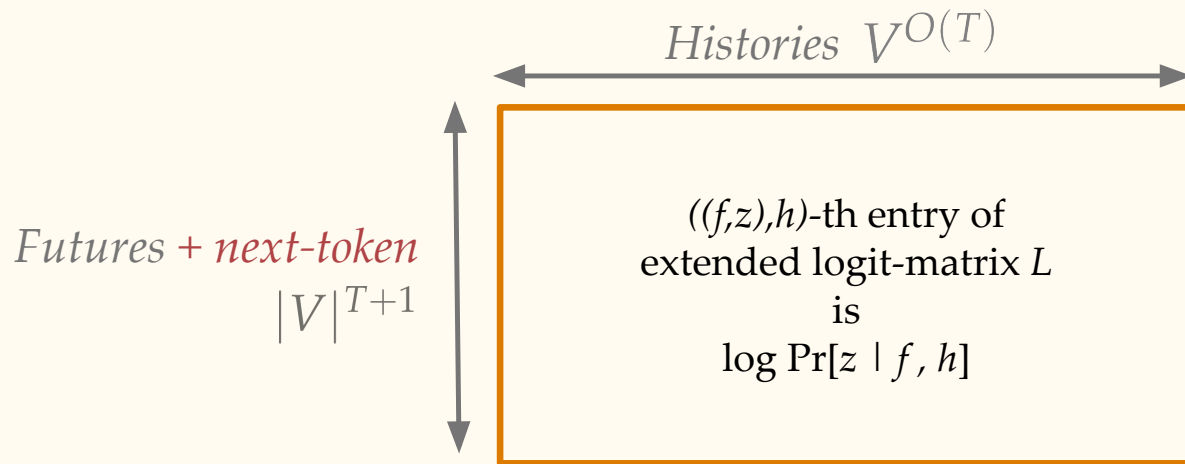 Histories V^{O(T)}
Futures + next-token
|V|^{T+1}
((f,z),h)-th entry of
extended logit-matrix L
is
log Pr[z | f , h]